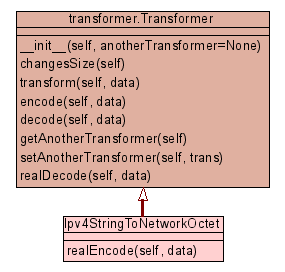 transformer.Transformer
__init__(self, anotherTransformer=None)
changesSize(self)
transform(self, data)
encode(self, data)
decode(self, data)
getAnotherTransformer(self)
setAnotherTransformer(self, trans)
realDecode(self, data)
Ipv4StringToNetworkOctet
realEncode(self, data)